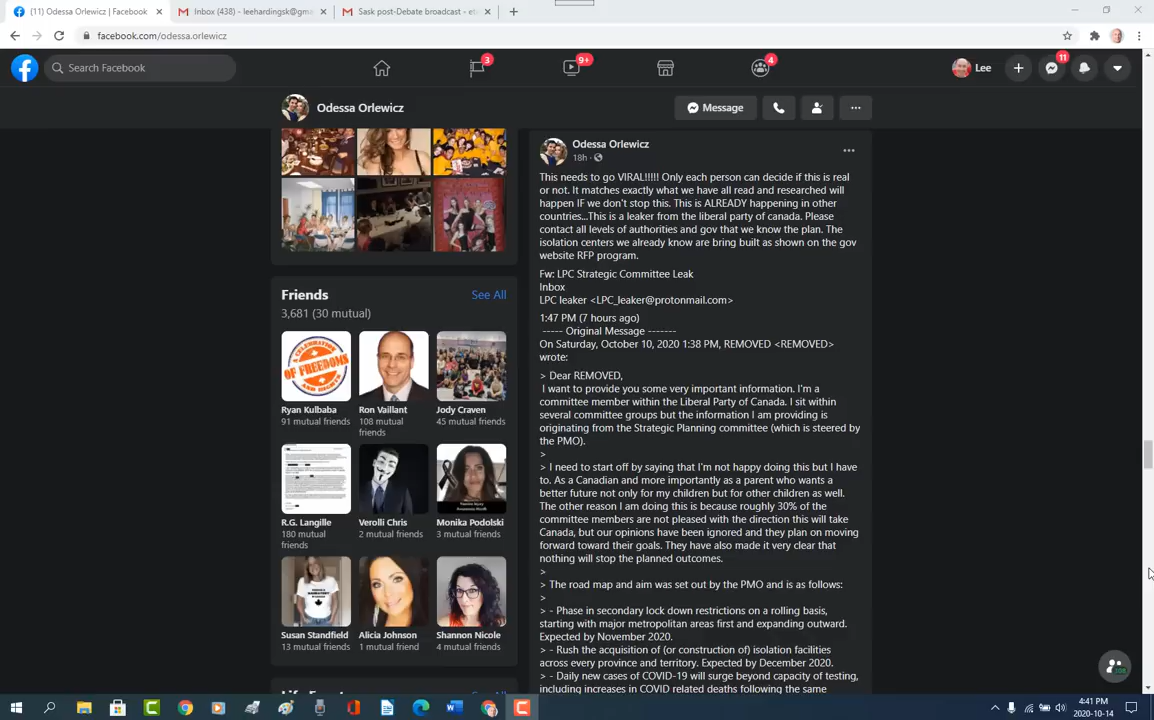 (11) Odessa Orlewicz | Facebook
Inbox (438) - leehardingsk@gma
Sask post-Debate broadcast - et
facebook.com/odessa.orlewicz
Search Facebook
3
9+
4
Lee
11
Odessa Orlewicz
Message
Friends
See All
3,681 (30 mutual)
Ryan Kulbaba
91 mutual friends
Ron Vaillant
108 mutual
friends
Jody Craven
45 mutual friends
R.G. Langille
180 mutual
friends
Verolli Chris
2 mutual friends
Monika Podolski
3 mutual friends
Susan Standfield
13 mutual friends
Alicia Johnson
1 mutual friend
Shannon Nicole
4 mutual friends
See All
Odessa Orlewicz
18h
This needs to go VIRAL!!!!! Only each person can decide if this is real
or not. It matches exactly what we have all read and researched will
happen IF we don't stop this. This is ALREADY happening in other
countries...This is a leaker from the liberal party of canada. Please
contact all levels of authorities and gov that we know the plan. The
isolation centers we already know are bring built as shown on the gov
website RFP program.
Fw: LPC Strategic Committee Leak
Inbox
LPC leaker <LPC_leaker@protonmail.com>
1:47 PM (7 hours ago)
----- Original Message -------
On Saturday, October 10, 2020 1:38 PM, REMOVED <REMOVED>
wrote:
> Dear REMOVED,
I want to provide you some very important information. I'm a
committee member within the Liberal Party of Canada. I sit within
several committee groups but the information I am providing is
originating from the Strategic Planning committee (which is steered by
the PMO).
>
> I need to start off by saying that I'm not happy doing this but I have
to. As a Canadian and more importantly as a parent who wants a
better future not only for my children but for other children as well.
The other reason I am doing this is because roughly 30% of the
committee members are not pleased with the direction this will take
Canada, but our opinions have been ignored and they plan on moving
forward toward their goals. They have also made it very clear that
nothing will stop the planned outcomes.
>
> The road map and aim was set out by the PMO and is as follows:
>
> - Phase in secondary lock down restrictions on a rolling basis,
starting with major metropolitan areas first and expanding outward.
Expected by November 2020.
> - Rush the acquisition of (or construction of) isolation facilities
across every province and territory. Expected by December 2020.
> - Daily new cases of COVID-19 will surge beyond capacity of testing,
including increases in COVID related deaths following the same
4:41 PM
2020-10-14